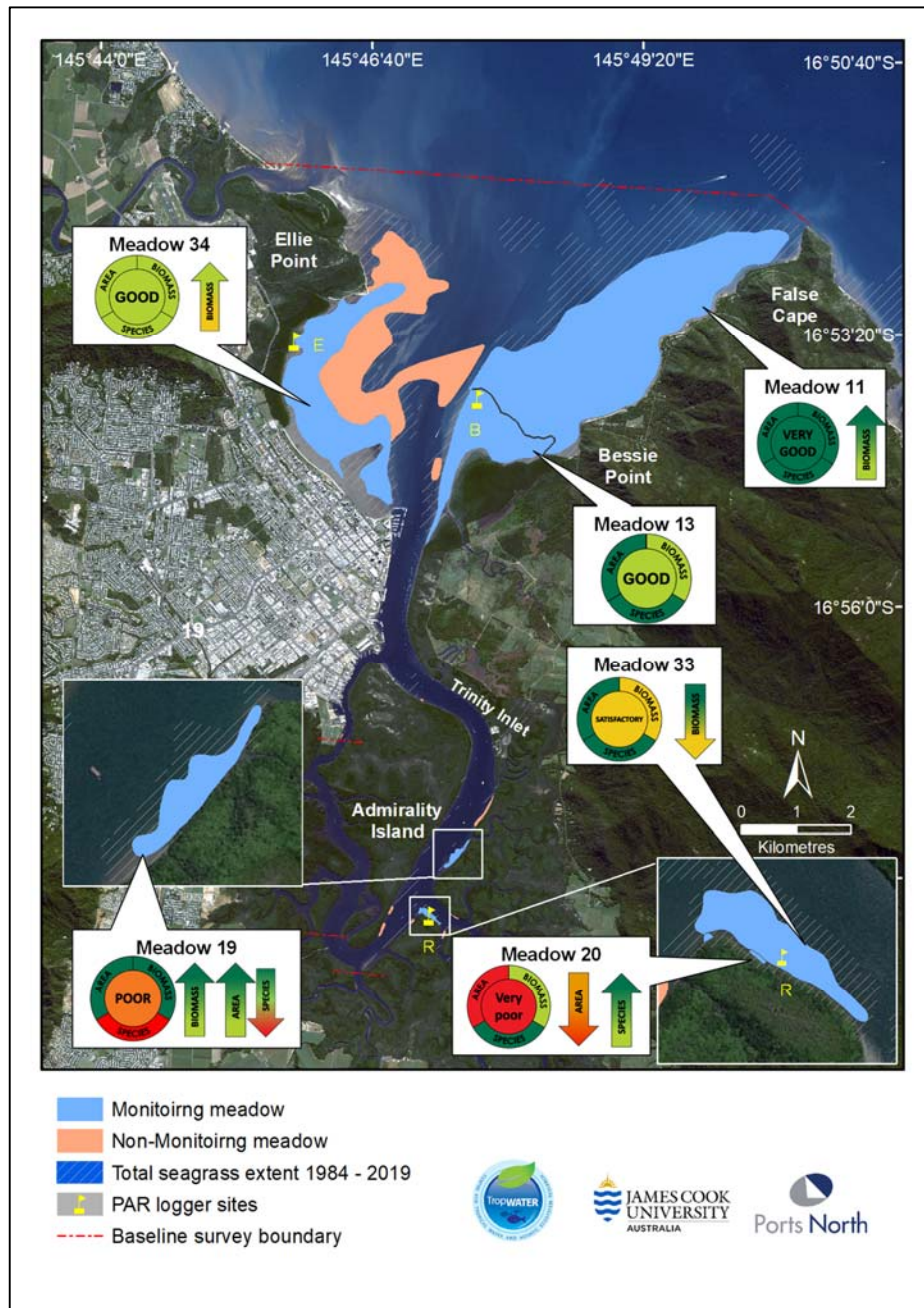 145°44'0"E
145°46'40"E
145°49'20"E
16°50'40"S
Ellie
Point
Meadow 34
AREA
BIOMASS
SPECIES
GOOD
BIOMASS
E
False
Cape
16°53'20"S
Meadow 11
AREA
BIOMASS
SPECIES
VERY
GOOD
BIOMASS
B
Bessie
Point
Meadow 13
AREA
BIOMASS
SPECIES
GOOD
16°56'0"S
19
Meadow 33
AREA
BIOMASS
SPECIES
SATISFACTORY
BIOMASS
Trinity Inlet
N
0 1 2
Kilometres
Admirality
Island
R
Meadow 19
AREA
BIOMASS
SPECIES
POOR
BIOMASS
AREA
SPECIES
Meadow 20
AREA
BIOMASS
SPECIES
Very
poor
AREA
SPECIES
R
Monitoirng meadow
Non-Monitoirng meadow
Total seagrass extent 1984 - 2019
PAR logger sites
Baseline survey boundary
TropWATER
JAMES COOK
UNIVERSITY
AUSTRALIA
Ports North